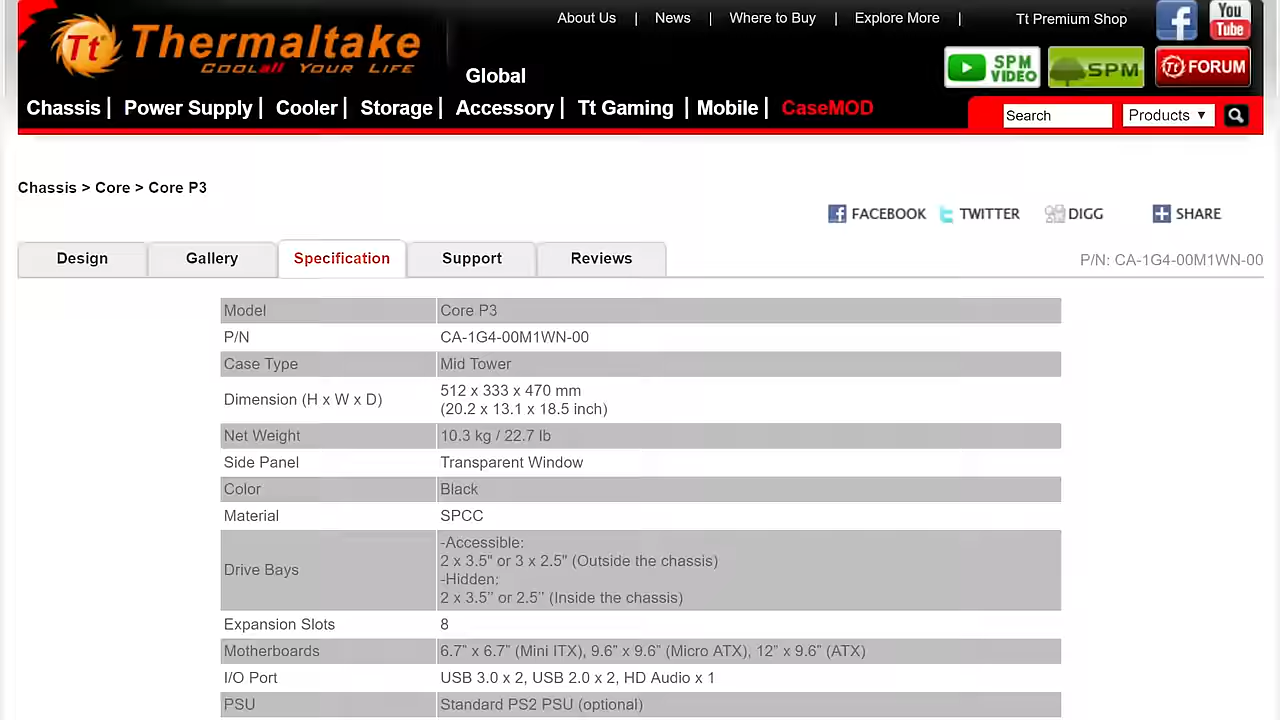 About Us | News | Where to Buy | Explore More | Tt Premium Shop
You Tube
Tt Thermaltake
COOL all YOUR LIFE
Global
SPM VIDEO
SPM
Tt FORUM
Chassis | Power Supply | Cooler | Storage | Accessory | Tt Gaming | Mobile | CaseMOD
Search Products ▼
Chassis > Core > Core P3
FACEBOOK TWITTER DIGG SHARE
Design Gallery Specification Support Reviews
P/N: CA-1G4-00M1WN-00
Model Core P3
P/N CA-1G4-00M1WN-00
Case Type Mid Tower
Dimension (H x W x D) 512 x 333 x 470 mm
(20.2 x 13.1 x 18.5 inch)
Net Weight 10.3 kg / 22.7 lb
Side Panel Transparent Window
Color Black
Material SPCC
Drive Bays -Accessible:
2 x 3.5" or 3 x 2.5" (Outside the chassis)
-Hidden:
2 x 3.5’’ or 2.5’’ (Inside the chassis)
Expansion Slots 8
Motherboards 6.7” x 6.7” (Mini ITX), 9.6” x 9.6” (Micro ATX), 12” x 9.6” (ATX)
I/O Port USB 3.0 x 2, USB 2.0 x 2, HD Audio x 1
PSU Standard PS2 PSU (optional)